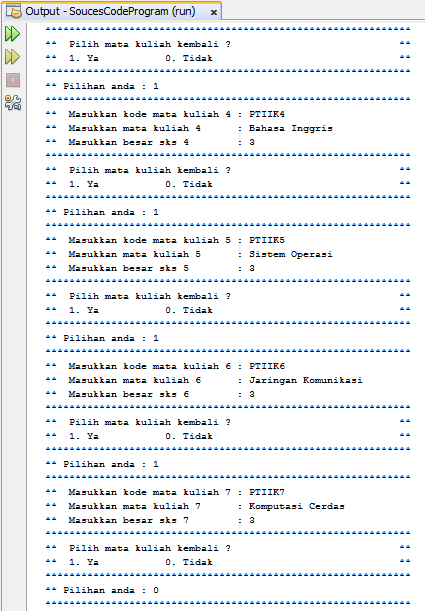 Output - SoucesCodeProgram (run)
*************************************************************
**  Pilih mata kuliah kembali ?                            **
**  1. Ya           0. Tidak                               **
*************************************************************
** Pilihan anda : 1
*************************************************************
**  Masukkan kode mata kuliah 4 : PTIIK4
**  Masukkan mata kuliah 4      : Bahasa Inggris
**  Masukkan besar sks 4        : 3
*************************************************************
**  Pilih mata kuliah kembali ?                            **
**  1. Ya           0. Tidak                               **
*************************************************************
** Pilihan anda : 1
*************************************************************
**  Masukkan kode mata kuliah 5 : PTIIK5
**  Masukkan mata kuliah 5      : Sistem Operasi
**  Masukkan besar sks 5        : 3
*************************************************************
**  Pilih mata kuliah kembali ?                            **
**  1. Ya           0. Tidak                               **
*************************************************************
** Pilihan anda : 1
*************************************************************
**  Masukkan kode mata kuliah 6 : PTIIK6
**  Masukkan mata kuliah 6      : Jaringan Komunikasi
**  Masukkan besar sks 6        : 3
*************************************************************
**  Pilih mata kuliah kembali ?                            **
**  1. Ya           0. Tidak                               **
*************************************************************
** Pilihan anda : 1
*************************************************************
**  Masukkan kode mata kuliah 7 : PTIIK7
**  Masukkan mata kuliah 7      : Komputasi Cerdas
**  Masukkan besar sks 7        : 3
*************************************************************
**  Pilih mata kuliah kembali ?                            **
**  1. Ya           0. Tidak                               **
*************************************************************
** Pilihan anda : 0
*************************************************************